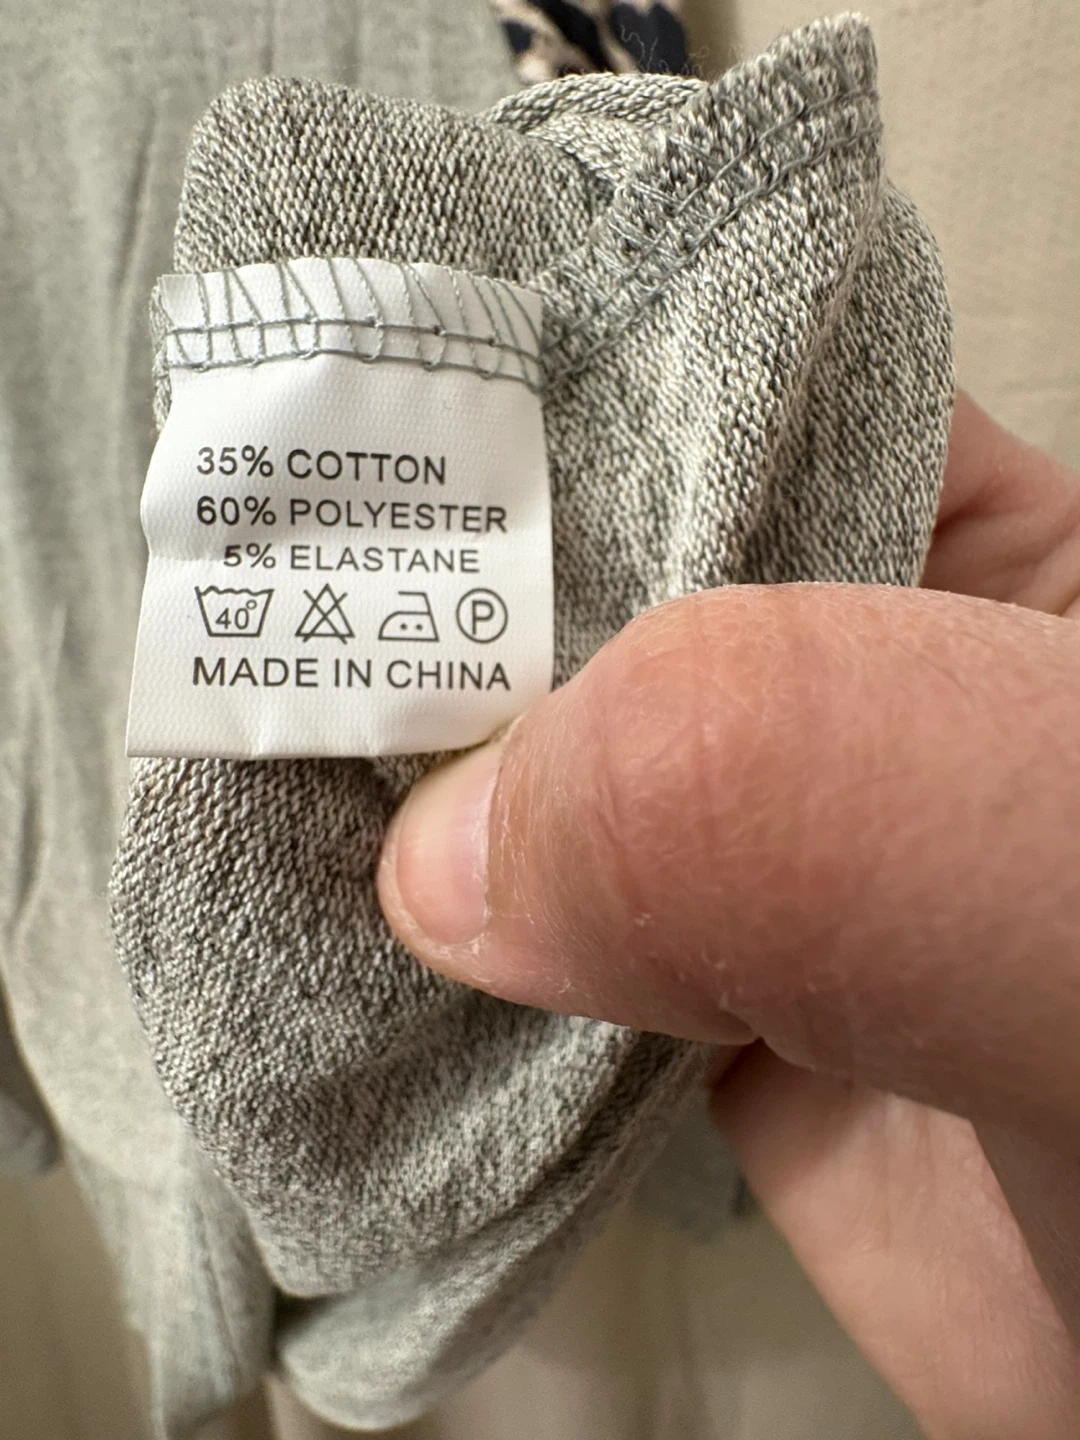 35% COTTON
60% POLYESTER
5% ELASTANE
40° P
MADE IN CHINA